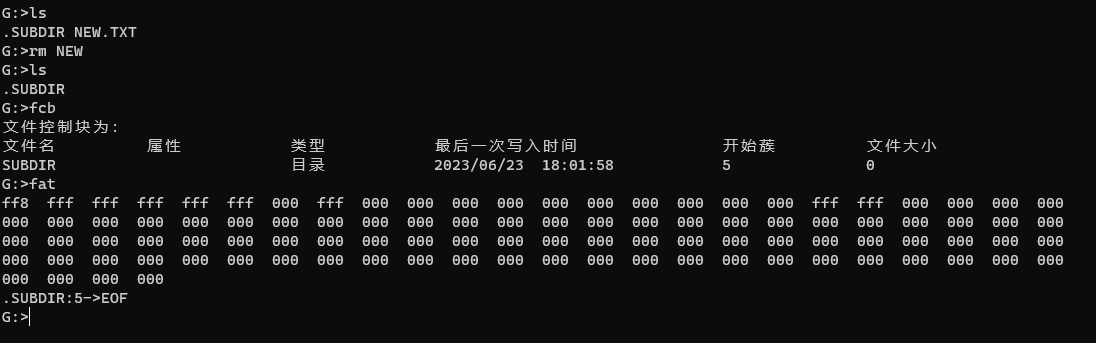 G:>ls
.SUBDIR NEW.TXT
G:>rm NEW
G:>ls
.SUBDIR
G:>fcb
文件控制块为:
文件名 属性 类型 最后一次写入时间 开始蔟 文件大小
SUBDIR 目录 2023/06/23 18:01:58 5 0
G:>fat
ff8 fff fff fff fff fff 000 fff 000 000 000 000 000 000 000 000 000 000 fff fff 000 000 000 000
000 000 000 000 000 000 000 000 000 000 000 000 000 000 000 000 000 000 000 000 000 000 000 000
000 000 000 000 000 000 000 000 000 000 000 000 000 000 000 000 000 000 000 000 000 000 000 000
000 000 000 000 000 000 000 000 000 000 000 000 000 000 000 000 000 000 000 000 000 000 000 000
000 000 000 000
.SUBDIR:5->EOF
G:>